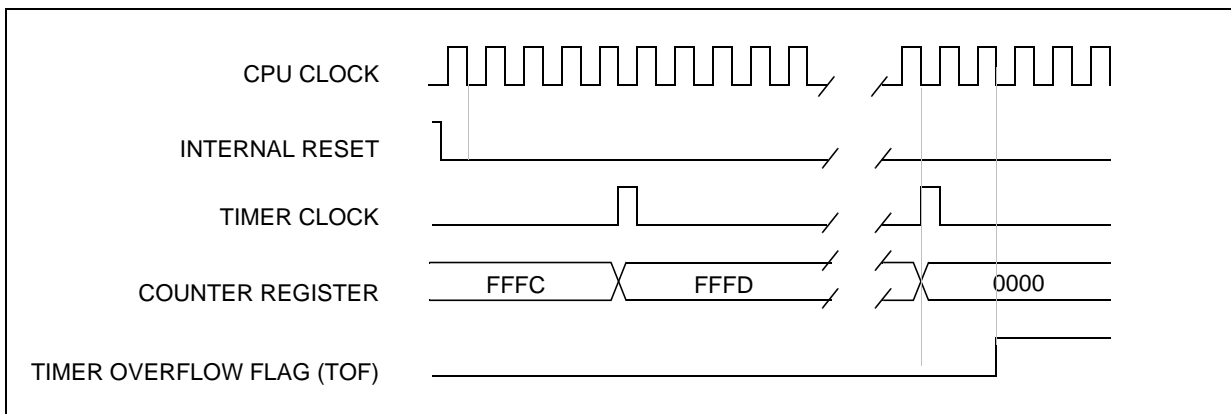 CPU CLOCK
INTERNAL RESET
TIMER CLOCK
COUNTER REGISTER
FFFC
FFFD
0000
TIMER OVERFLOW FLAG (TOF)